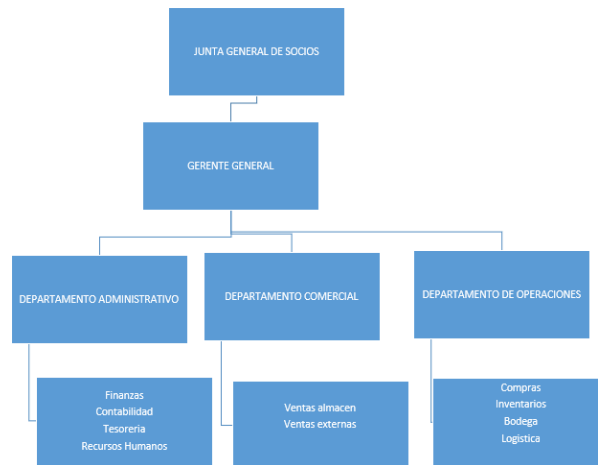 JUNTA GENERAL DE SOCIOS
GERENTE GENERAL
DEPARTAMENTO ADMINISTRATIVO
DEPARTAMENTO COMERCIAL
DEPARTAMENTO DE OPERACIONES
Finanzas
Contabilidad
Tesoreria
Recursos Humanos
Ventas almacen
Ventas externas
Compras
Inventarios
Bodega
Logistica